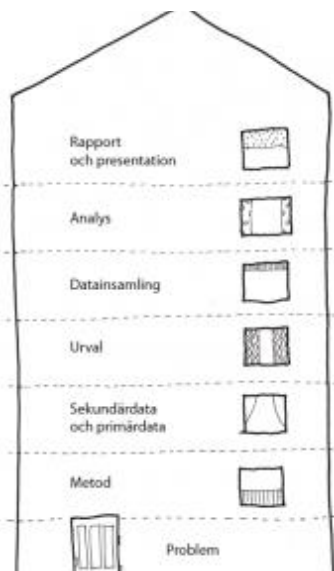 Rapport
och presentation
Analys
Datainsamling
Urval
Sekundärdata
och primärdata
Metod
Problem